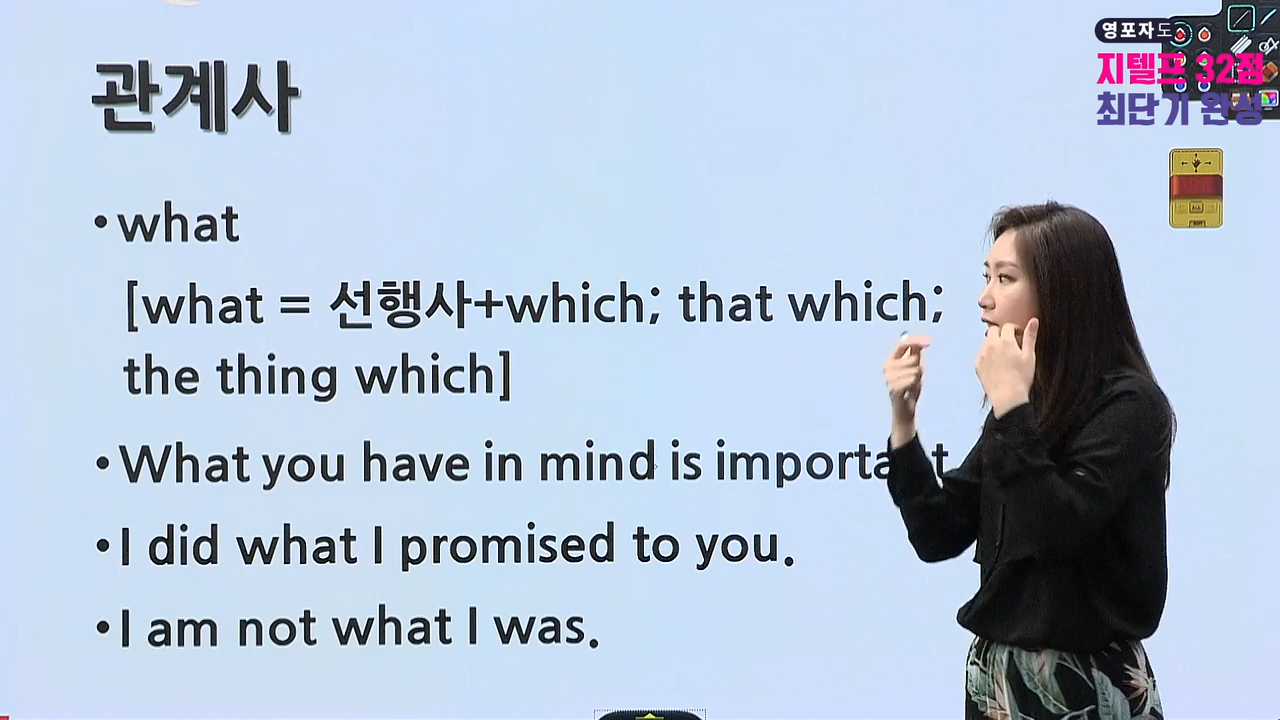 영포자도
지텔프 32점
최단기 완성
관계사
•what
[what = 선행사+which; that which;
the thing which]
•What you have in mind is important
•I did what I promised to you.
•I am not what I was.